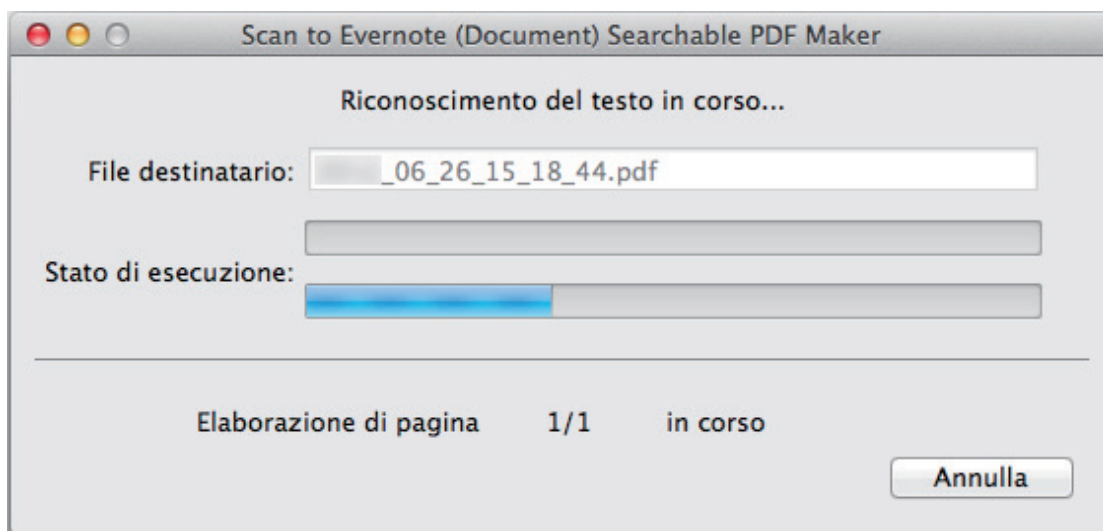 Scan to Evernote (Document) Searchable PDF Maker
Riconoscimento del testo in corso...
File destinatario: _06_26_15_18_44.pdf
Stato di esecuzione:
Elaborazione di pagina 1/1 in corso
Annulla